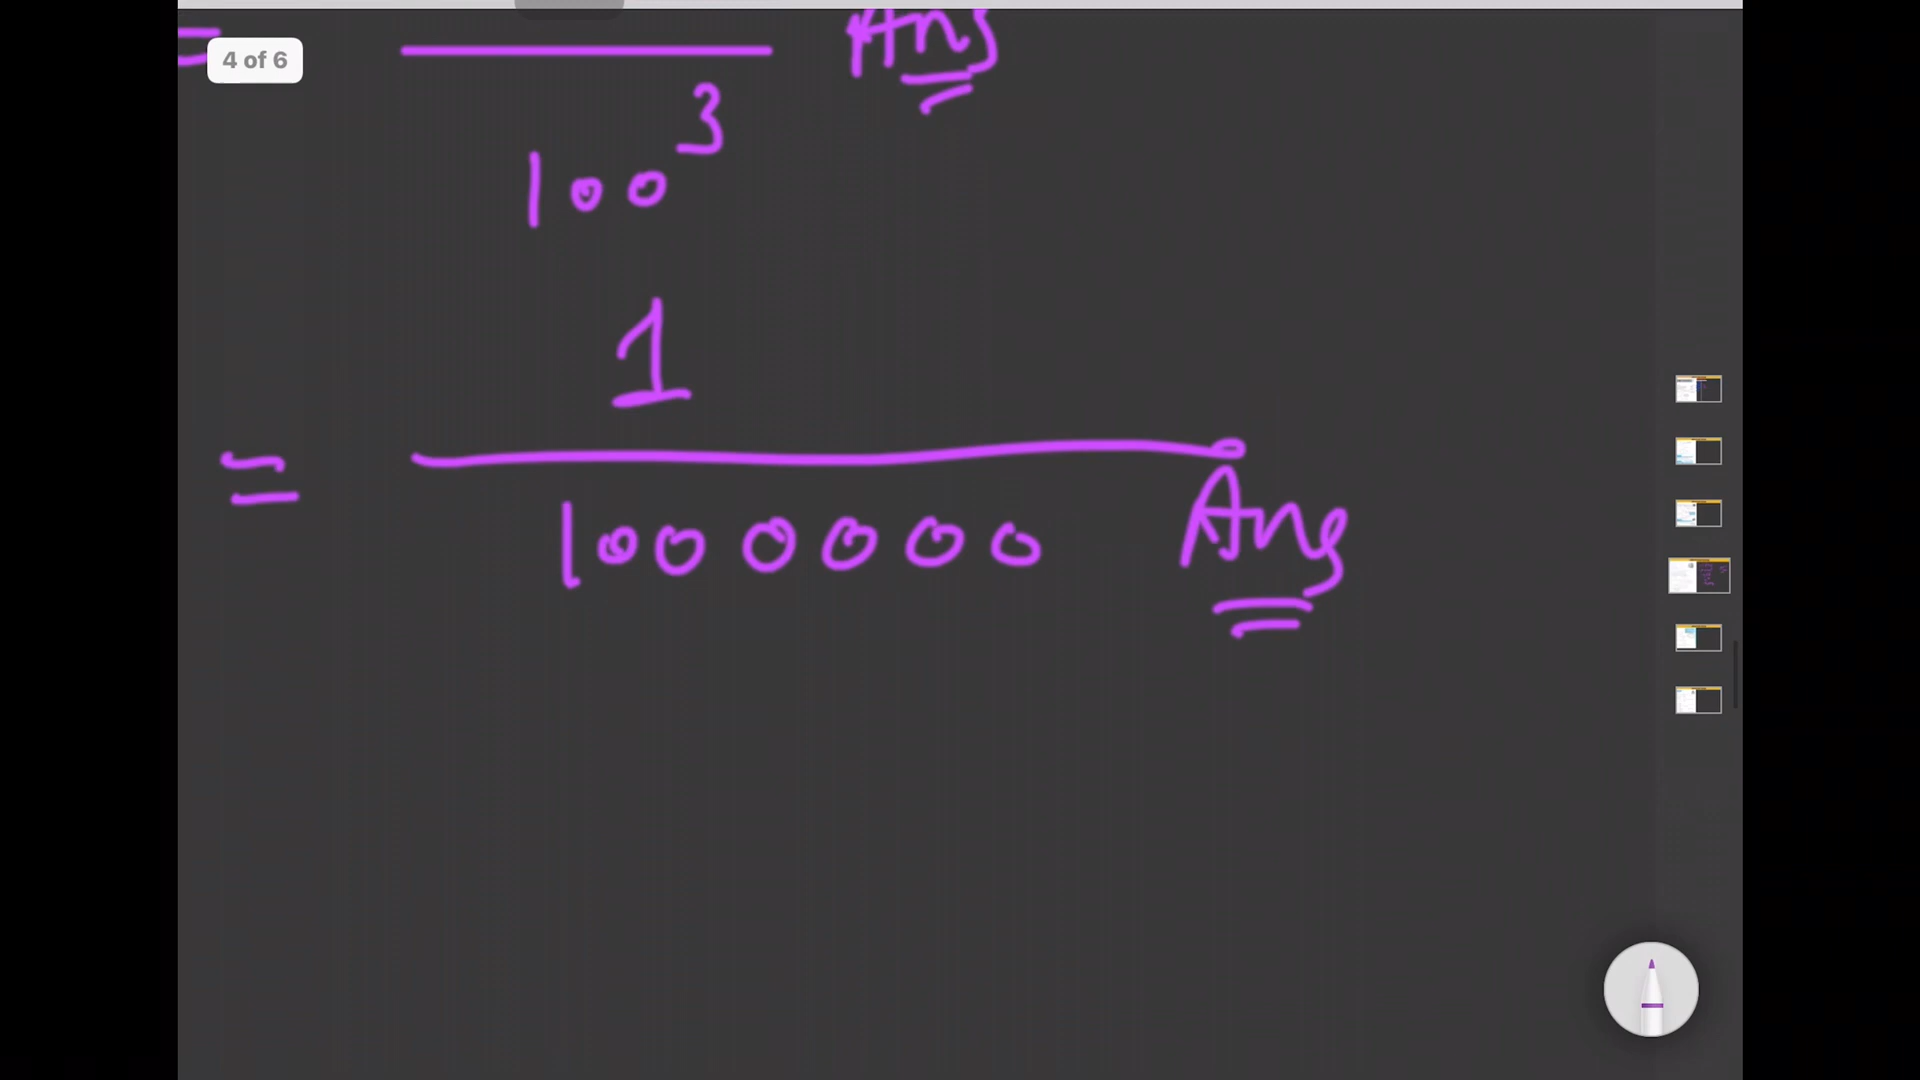 4 of 6
= Ans
100³
1
=
1000000 Ans